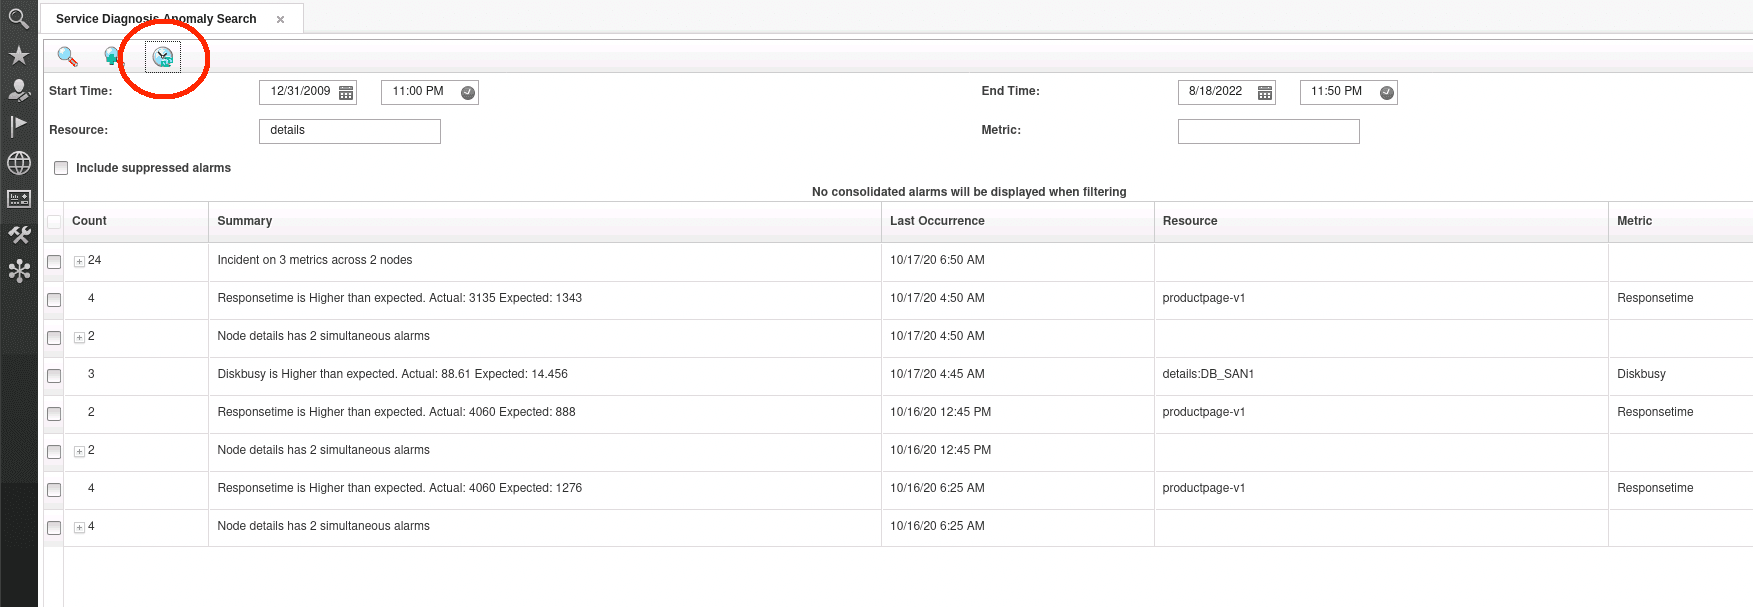 Service Diagnosis Anomaly Search
Start Time: 12/31/2009 11:00 PM End Time: 8/18/2022 11:50 PM
Resource: details Metric:
Include suppressed alarms
No consolidated alarms will be displayed when filtering
Count Summary Last Occurrence Resource Metric
24 Incident on 3 metrics across 2 nodes 10/17/20 6:50 AM
4 Responsetime is Higher than expected. Actual: 3135 Expected: 1343 10/17/20 4:50 AM productpage-v1 Responsetime
2 Node details has 2 simultaneous alarms 10/17/20 4:50 AM
3 Diskbusy is Higher than expected. Actual: 88.61 Expected: 14.456 10/17/20 4:45 AM details:DB_SAN1 Diskbusy
2 Responsetime is Higher than expected. Actual: 4060 Expected: 888 10/16/20 12:45 PM productpage-v1 Responsetime
2 Node details has 2 simultaneous alarms 10/16/20 12:45 PM
4 Responsetime is Higher than expected. Actual: 4060 Expected: 1276 10/16/20 6:25 AM productpage-v1 Responsetime
4 Node details has 2 simultaneous alarms 10/16/20 6:25 AM